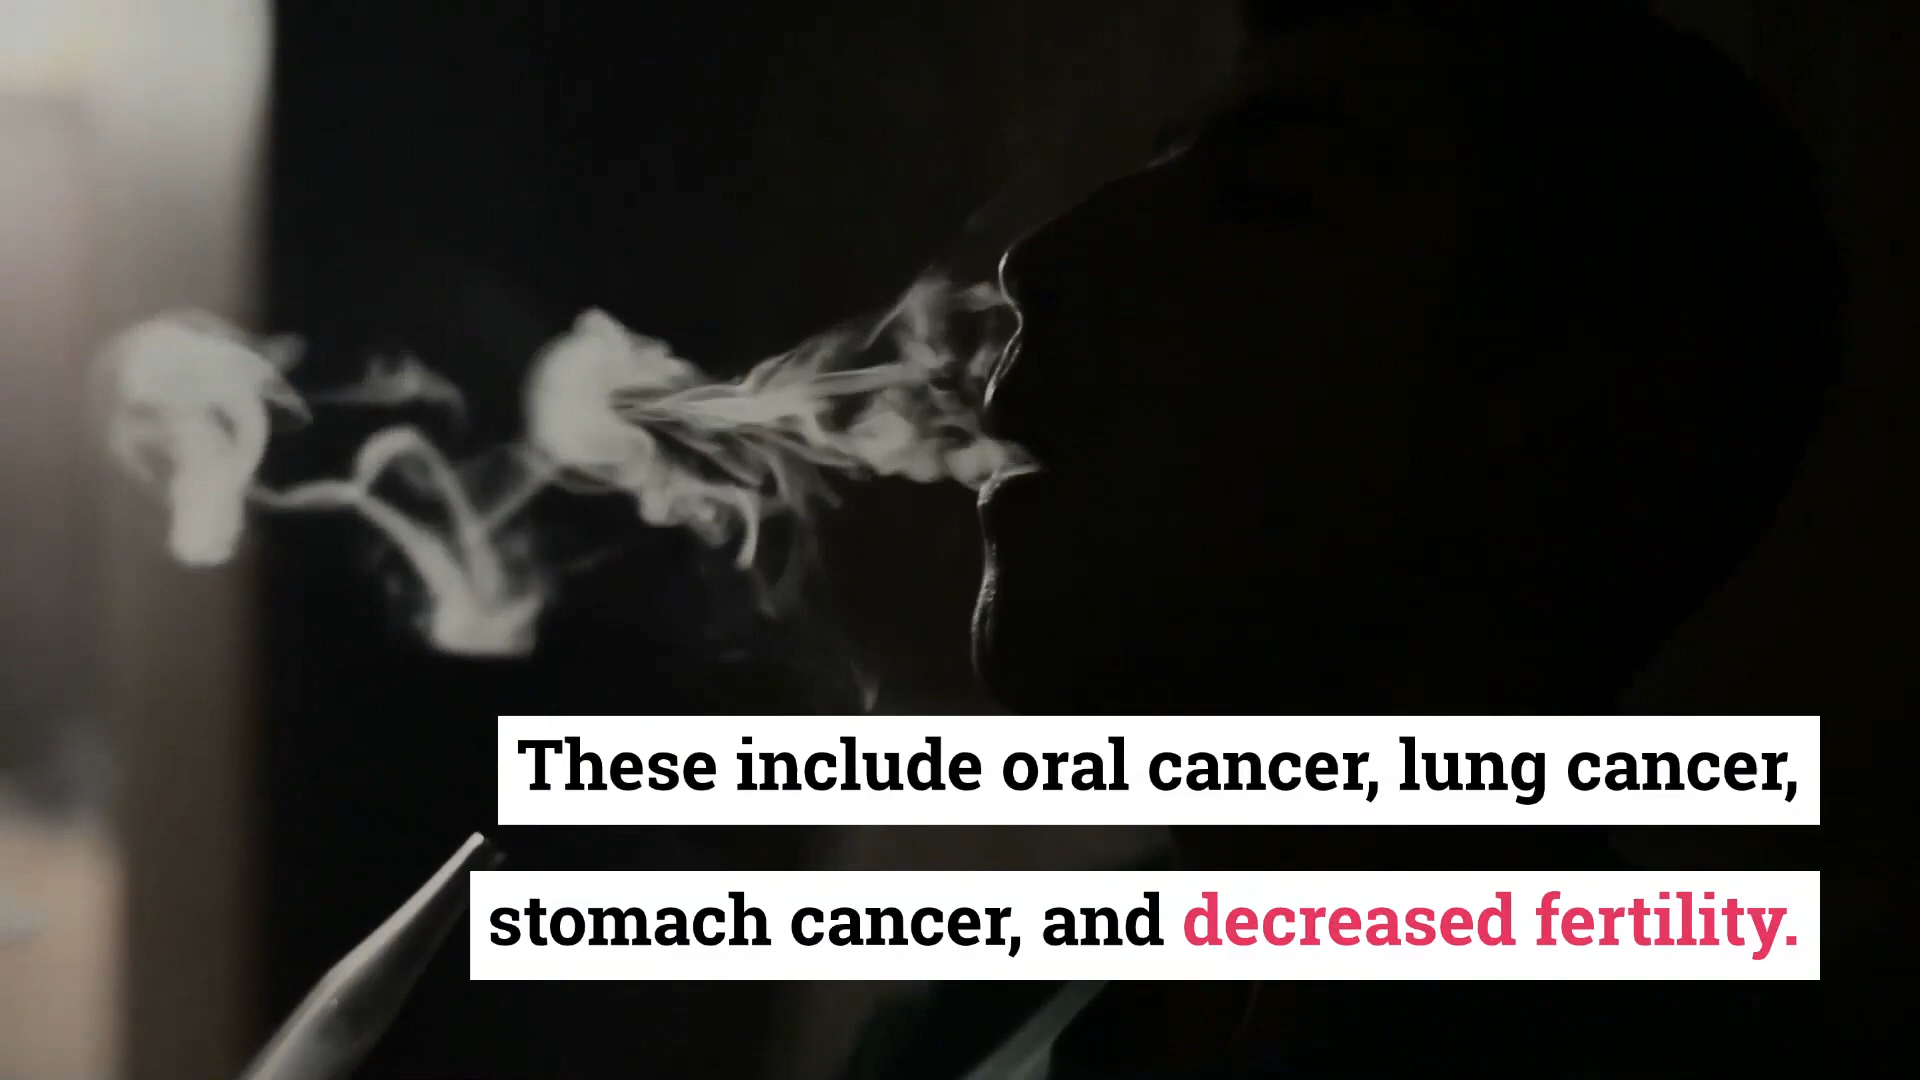 These include oral cancer, lung cancer,
stomach cancer, and decreased fertility.